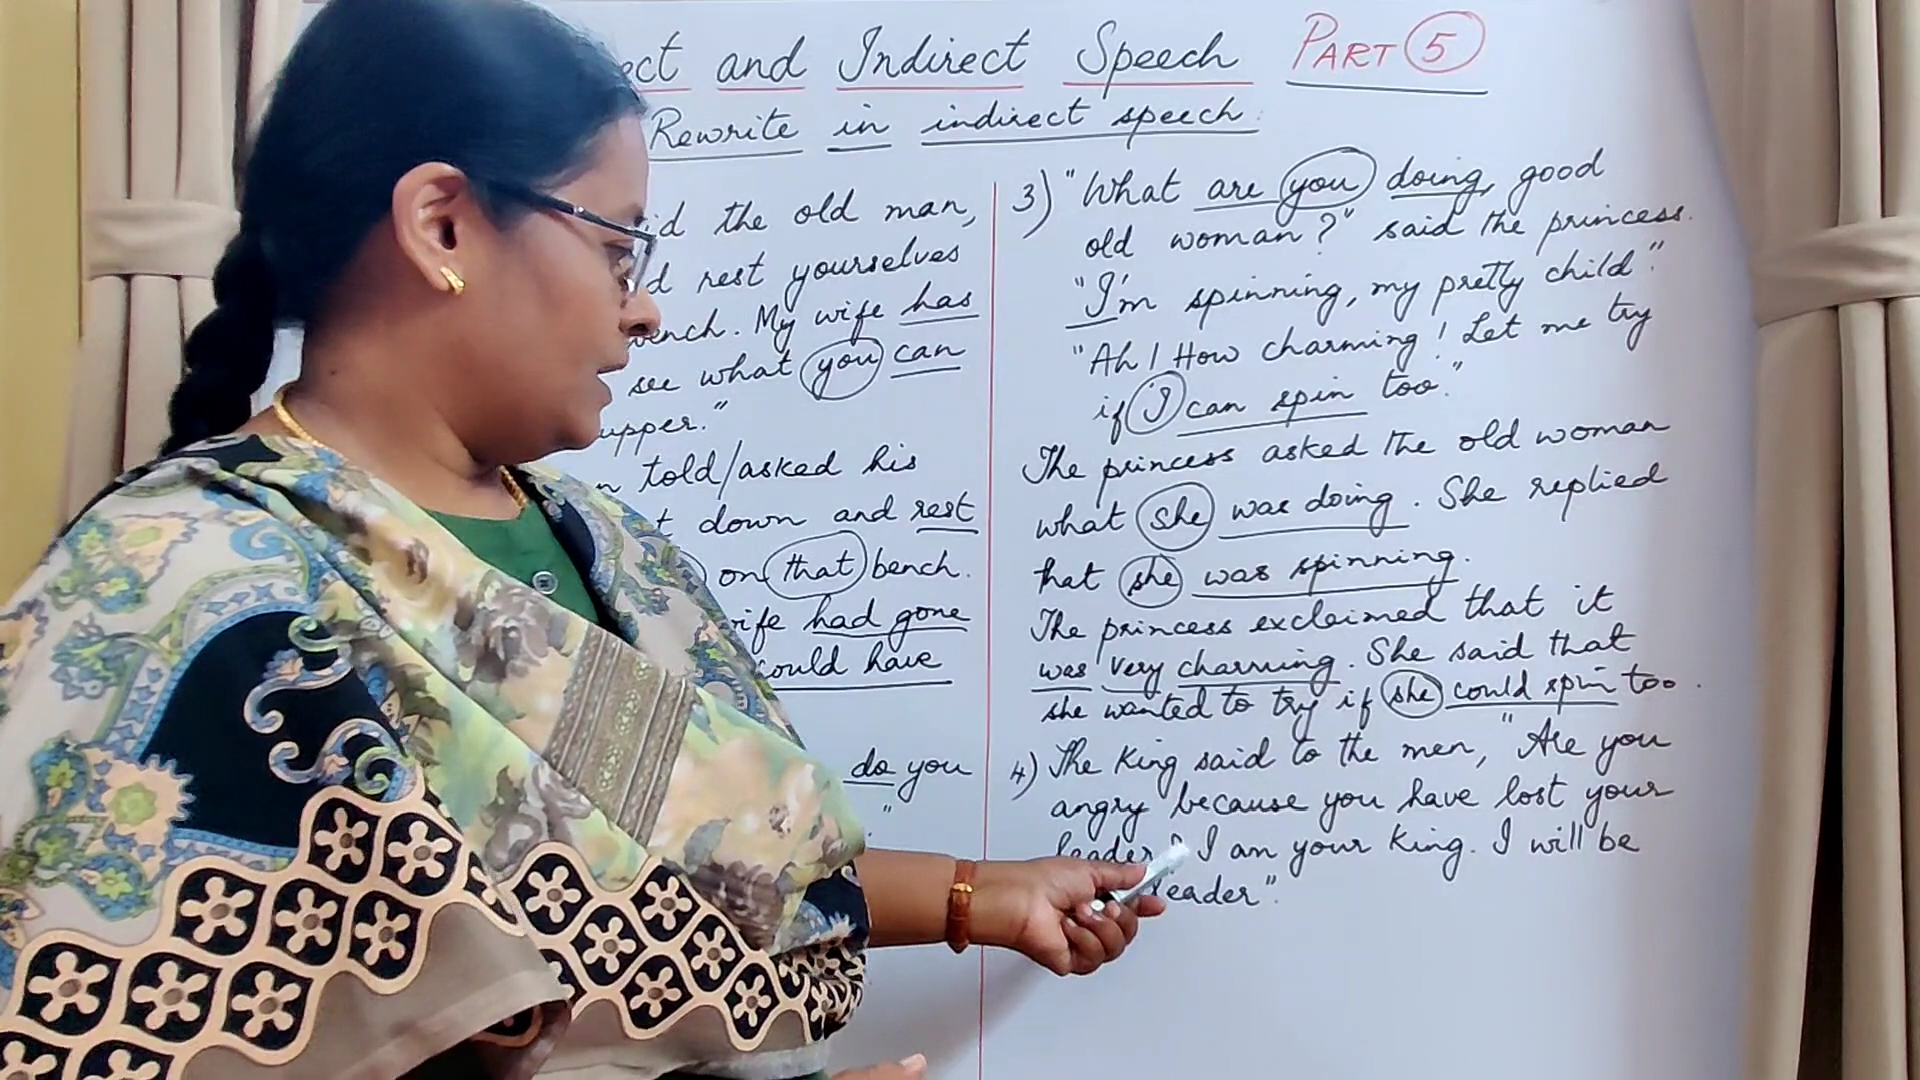 and Indirect Speech PART 5
Rewrite in indirect speech.
the old man,
rest yourselves
My wife has
see what you can
told/asked his
down and rest
on that bench.
had gone
could have
do you
"
3) "What are you doing, good
old woman?" said the princess.
"I'm spinning, my pretty child".
"Ah! How charming! Let me try
if I can spin too."
The princess asked the old woman
what she was doing. She replied
that she was spinning.
The princess exclaimed that it
was very charming. She said that
she wanted to try if she could spin too.
4) The King said to the men, "Are you
angry because you have lost your
leader? I am your King. I will be
leader".